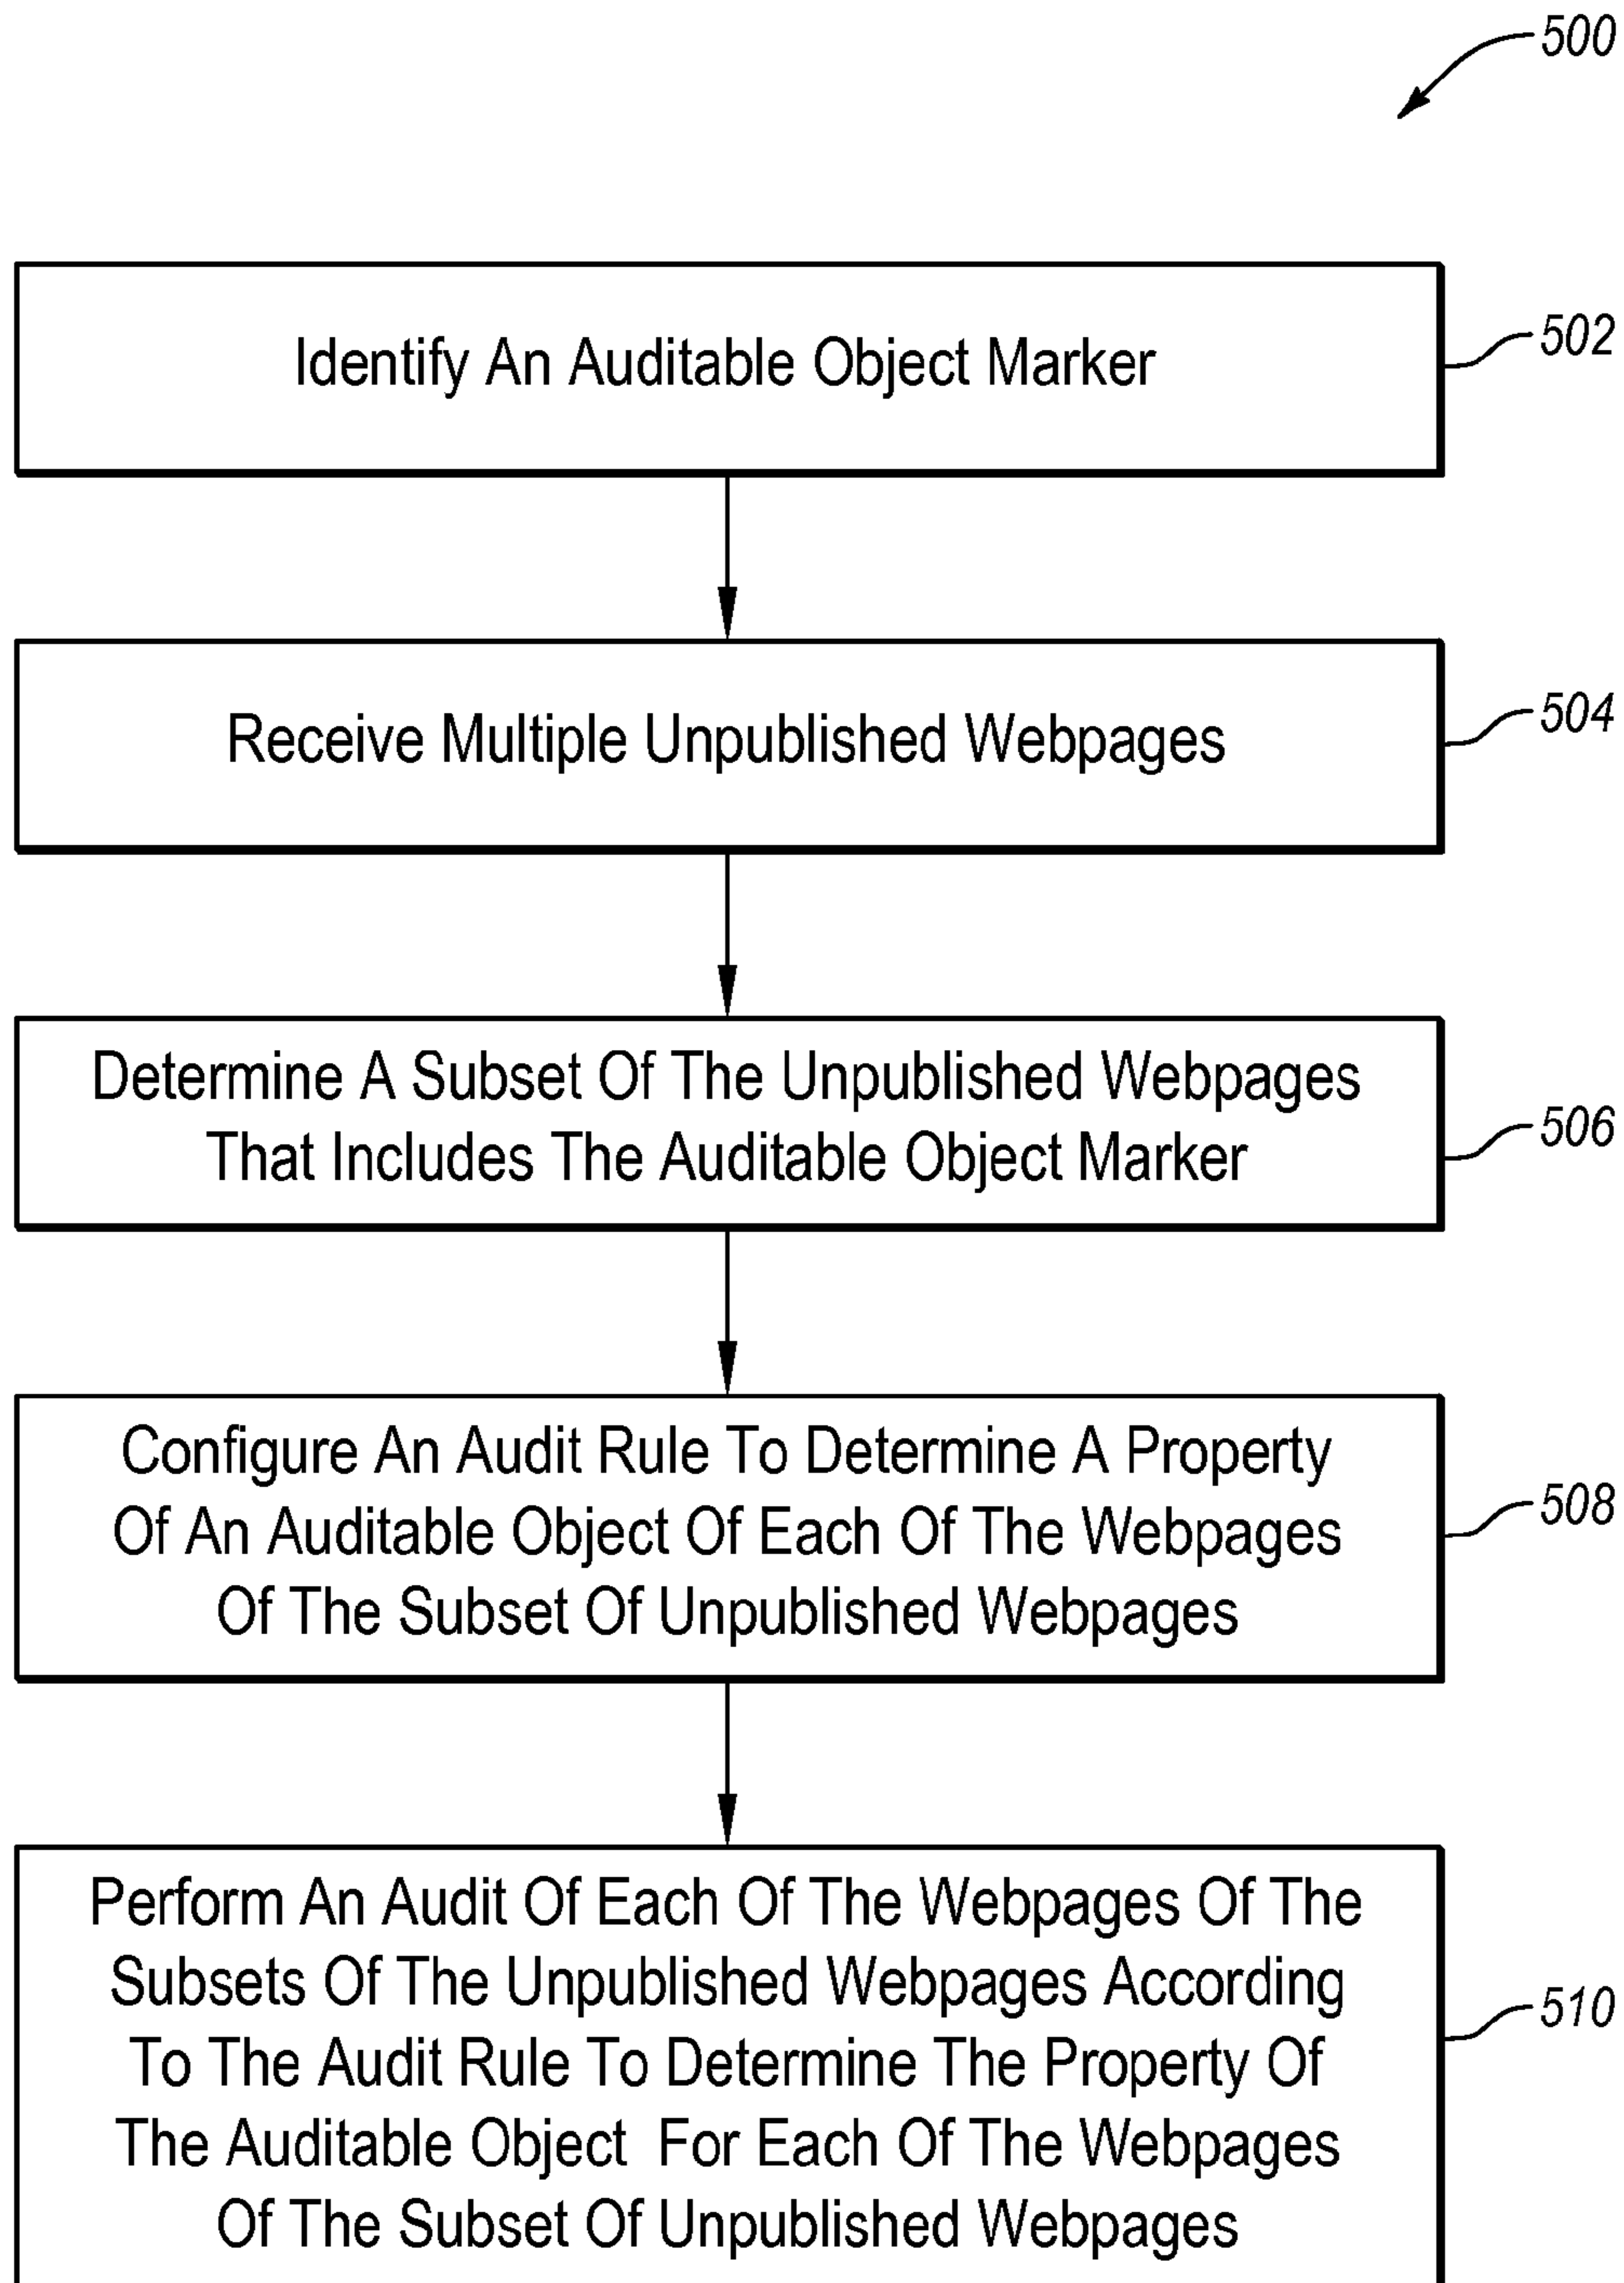 500
Identify An Auditable Object Marker
502
Receive Multiple Unpublished Webpages
504
Determine A Subset Of The Unpublished Webpages
That Includes The Auditable Object Marker
506
Configure An Audit Rule To Determine A Property
Of An Auditable Object Of Each Of The Webpages
Of The Subset Of Unpublished Webpages
508
Perform An Audit Of Each Of The Webpages Of The
Subsets Of The Unpublished Webpages According
To The Audit Rule To Determine The Property Of
The Auditable Object For Each Of The Webpages
Of The Subset Of Unpublished Webpages
510